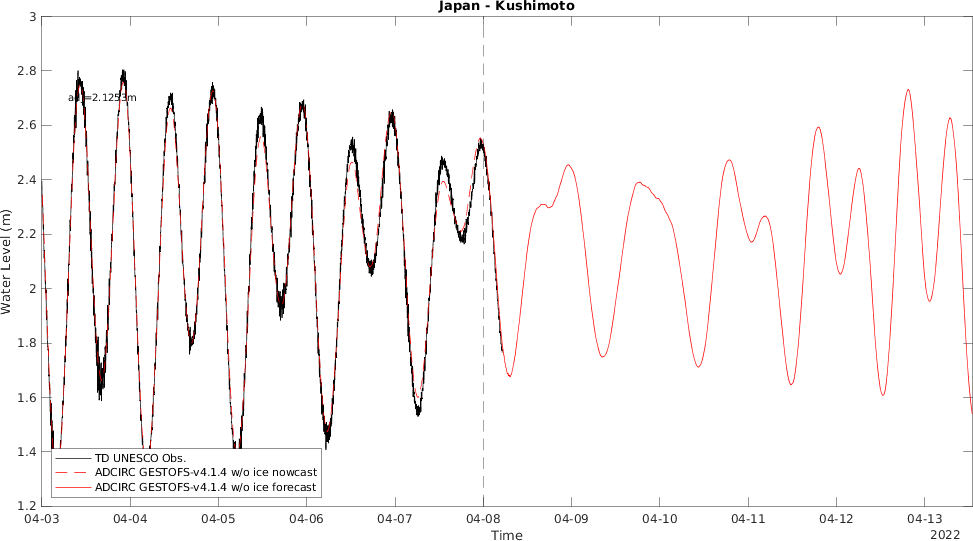 Japan - Kushimoto
3
2.8
2.6
2.4
2.2
2
1.8
1.6
1.4
1.2
Water Level (m)
TD UNESCO Obs.
ADCIRC GESTOFS-v4.1.4 w/o ice nowcast
ADCIRC GESTOFS-v4.1.4 w/o ice forecast
04-03 04-04 04-05 04-06 04-07 04-08 04-09 04-10 04-11 04-12 04-13
Time
2022